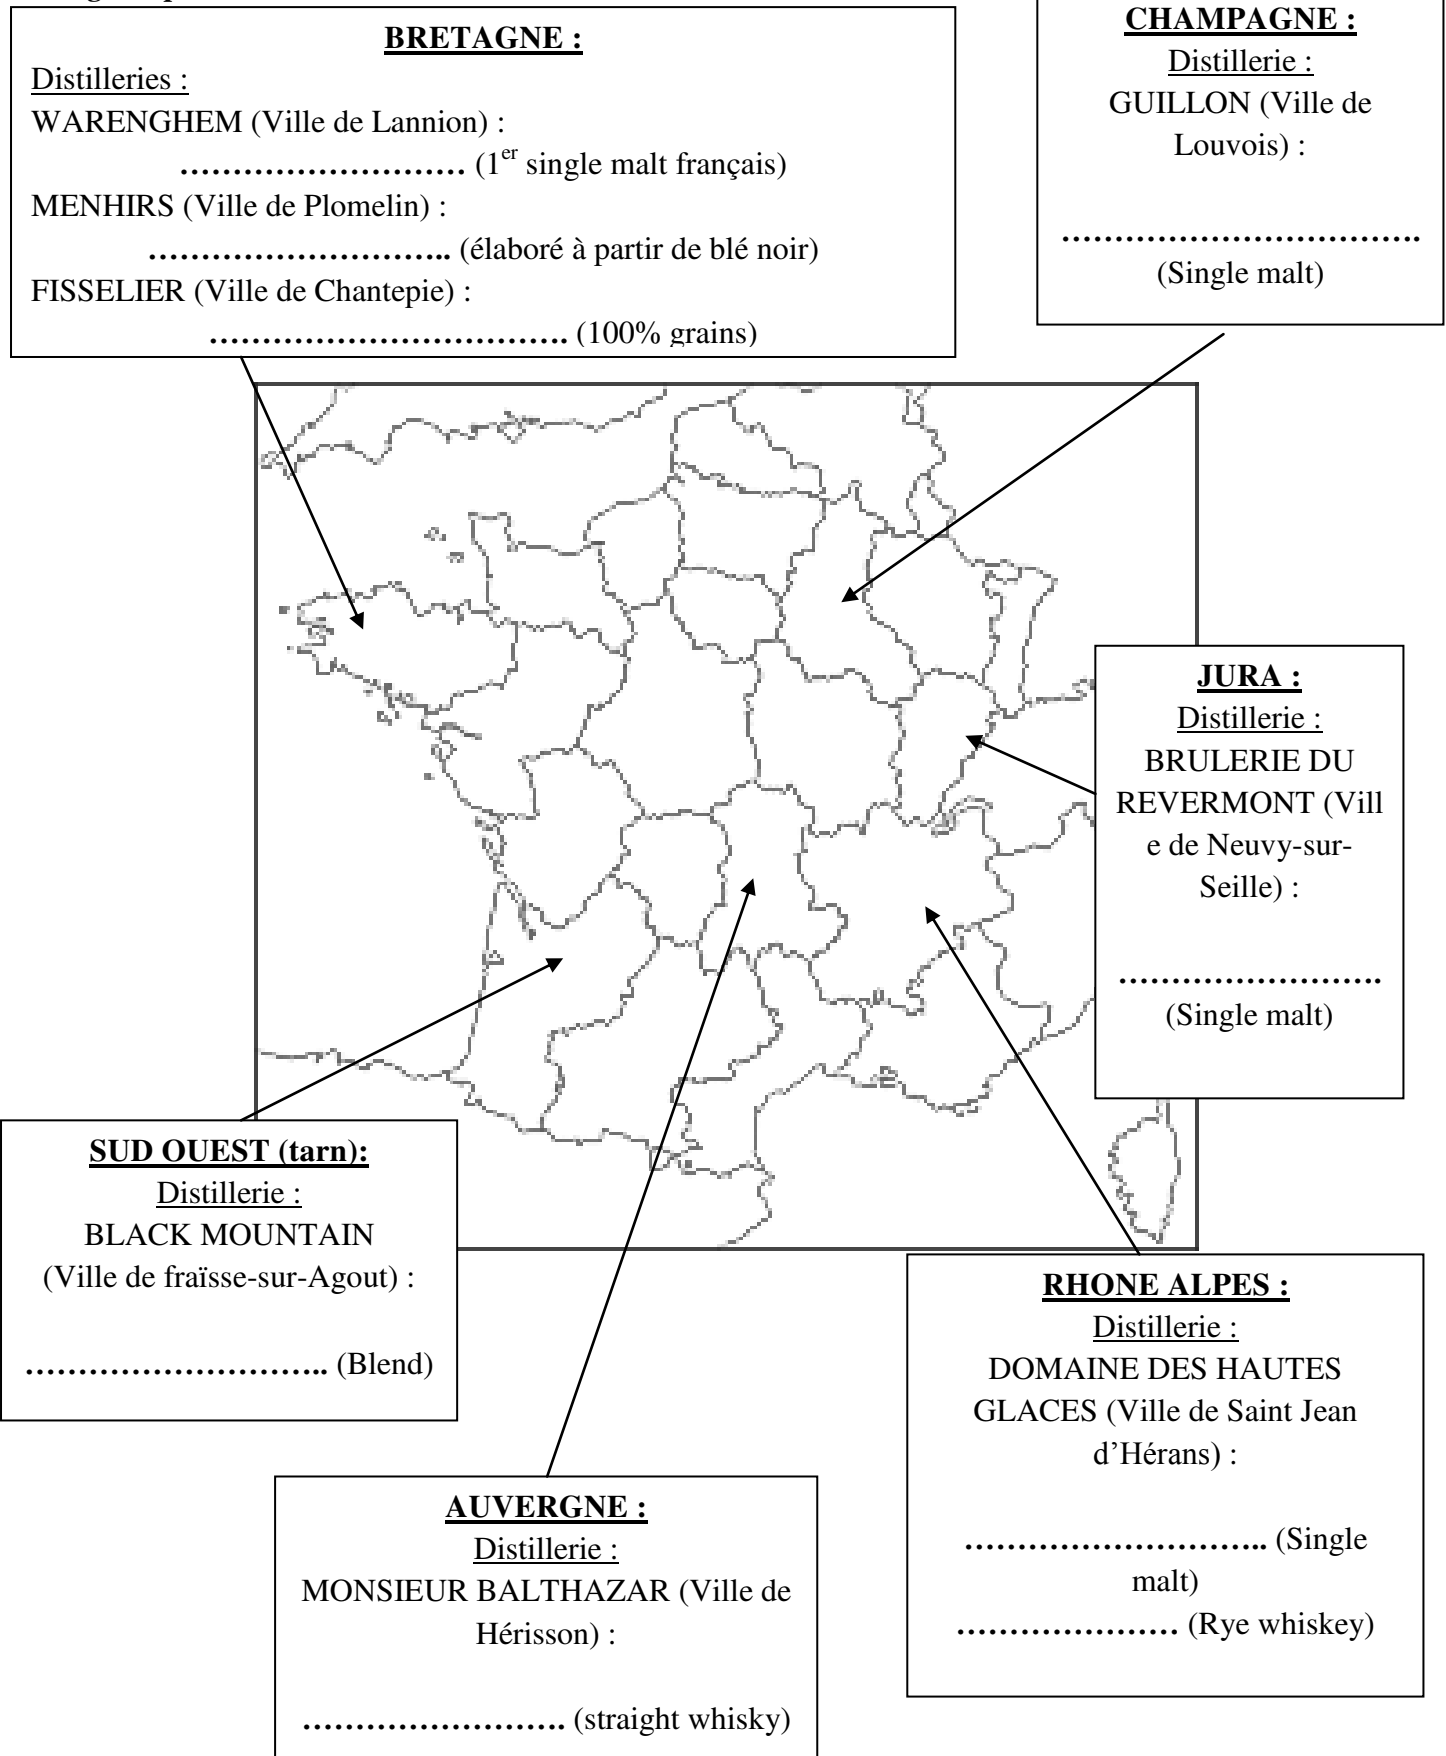 BRETAGNE :
Distilleries :
WARENGHEM (Ville de Lannion) :
……………………… (1er single malt français)
MENHIRS (Ville de Plomelin) :
……………………….. (élaboré à partir de blé noir)
FISSELIER (Ville de Chantepie) :
……………………………. (100% grains)
CHAMPAGNE :
Distillerie :
GUILLON (Ville de
Louvois) :
…………………………….
(Single malt)
JURA :
Distillerie :
BRULERIE DU
REVERMONT (Vill
e de Neuvy-sur-
Seille) :
…………………….
(Single malt)
SUD OUEST (tarn):
Distillerie :
BLACK MOUNTAIN
(Ville de fraïsse-sur-Agout) :
……………………….. (Blend)
RHONE ALPES :
Distillerie :
DOMAINE DES HAUTES
GLACES (Ville de Saint Jean
d’Hérans) :
……………………….. (Single
malt)
………………… (Rye whiskey)
AUVERGNE :
Distillerie :
MONSIEUR BALTHAZAR (Ville de
Hérisson) :
……………………. (straight whisky)